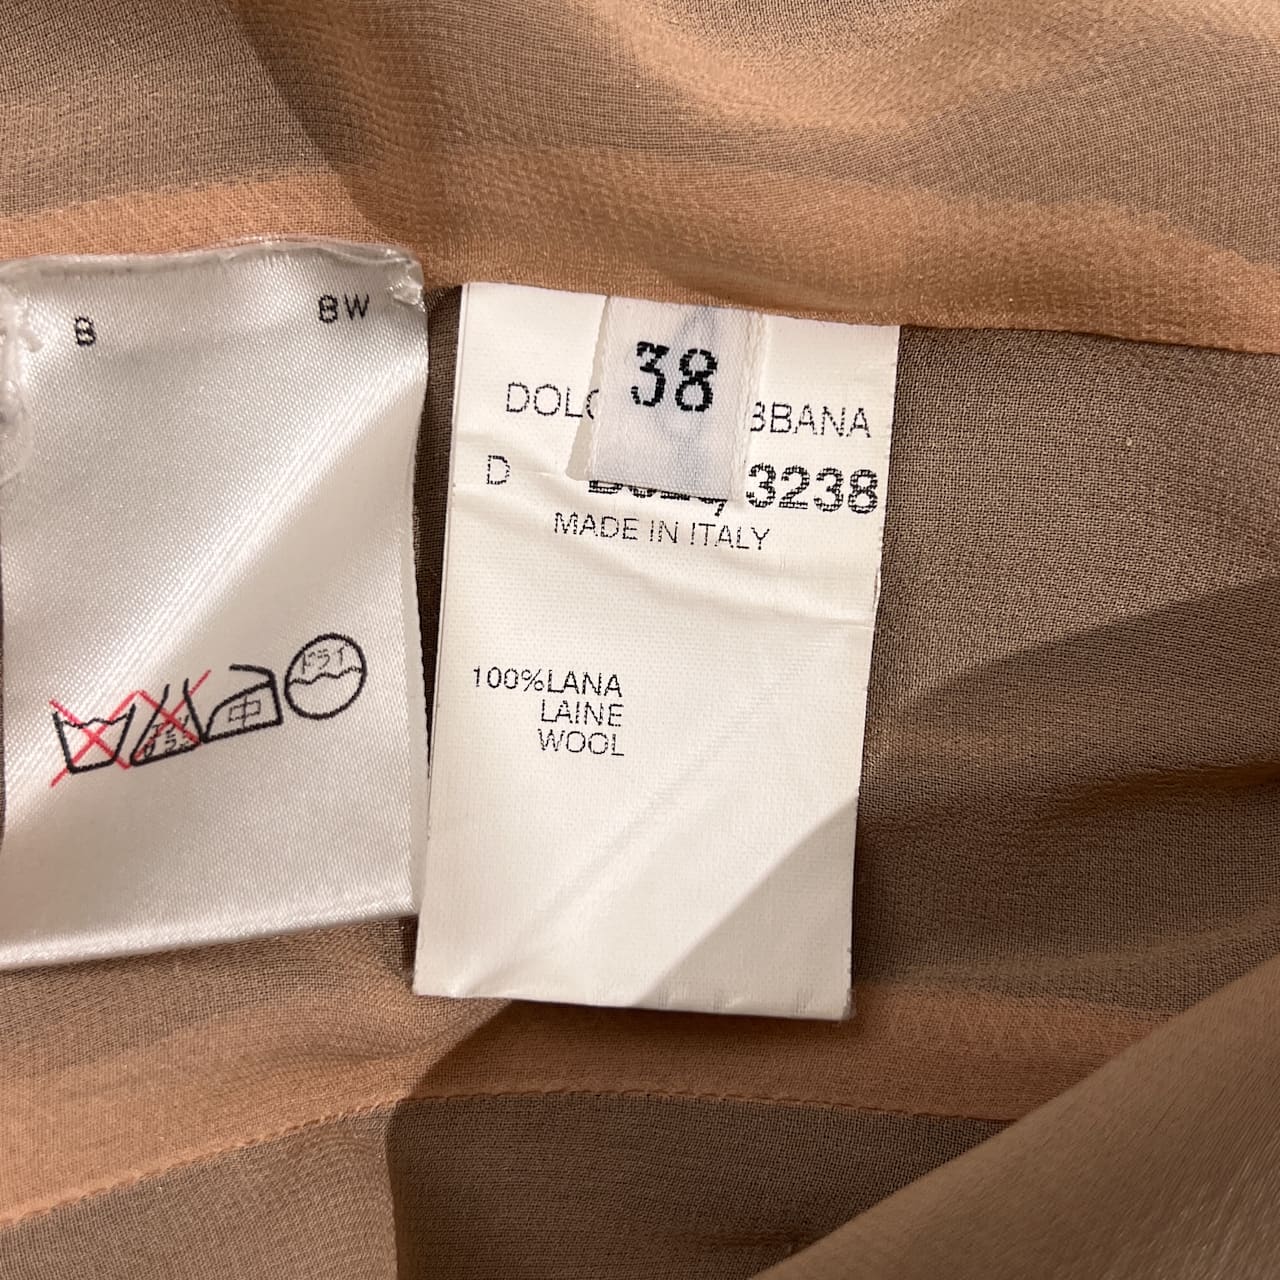 B 8W
ドライ
中
38
DOLC BBANA
D 3238
MADE IN ITALY
100%LANA
LAINE
WOOL